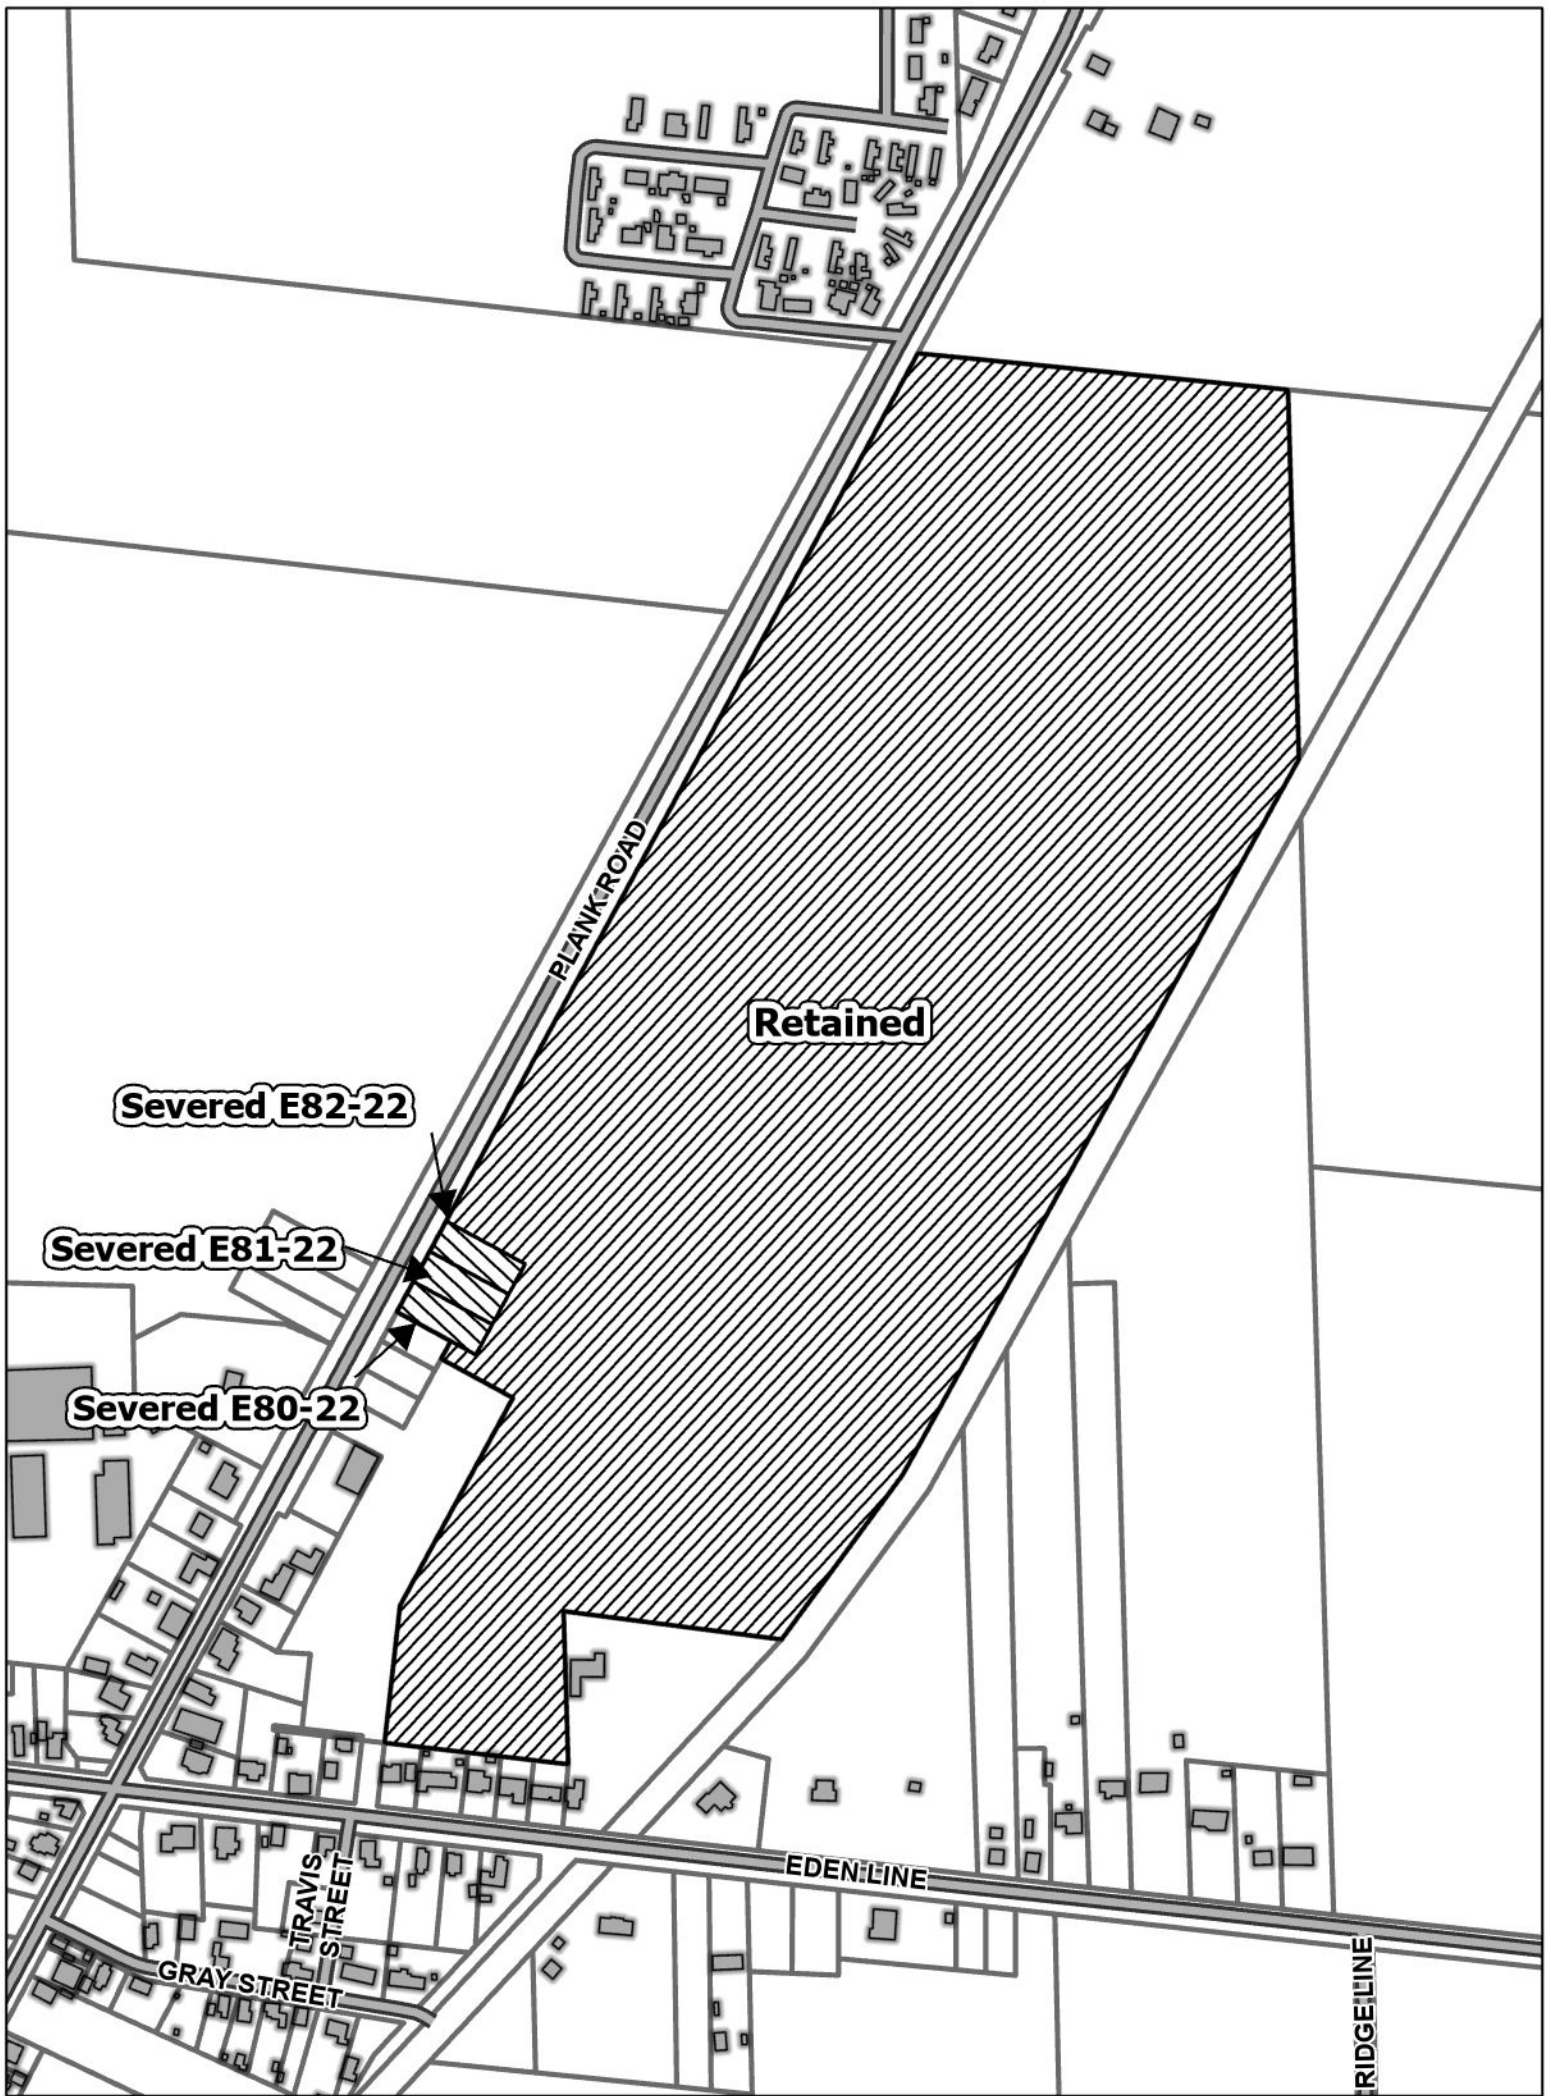 PLANK ROAD
Retained
Severed E82-22
Severed E81-22
Severed E80-22
EDEN LINE
TRAVIS
STREET
GRAY STREET
RIDGE LINE